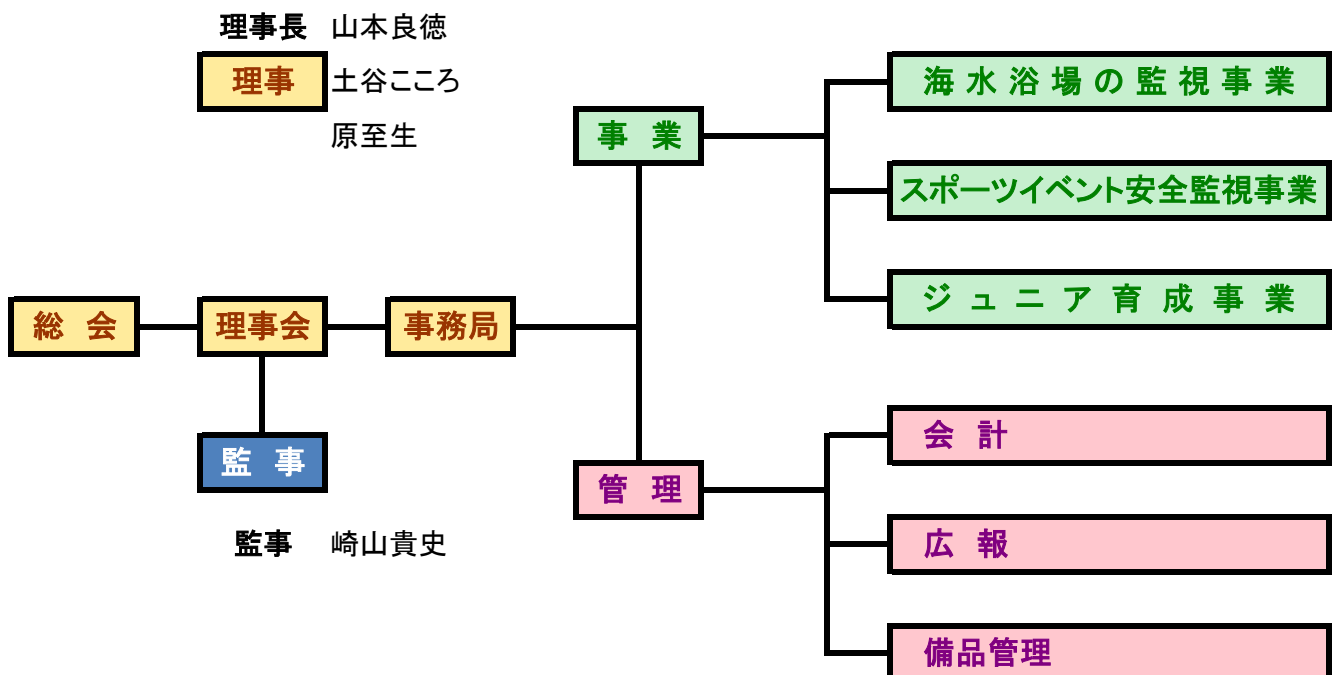 理事長 山本良徳
理事 土谷こころ
原至生
海水浴場の監視事業
事業
スポーツイベント安全監視事業
ジュニア育成事業
総会
理事会
事務局
会計
監事
管理
広報
監事 崎山貴史
備品管理